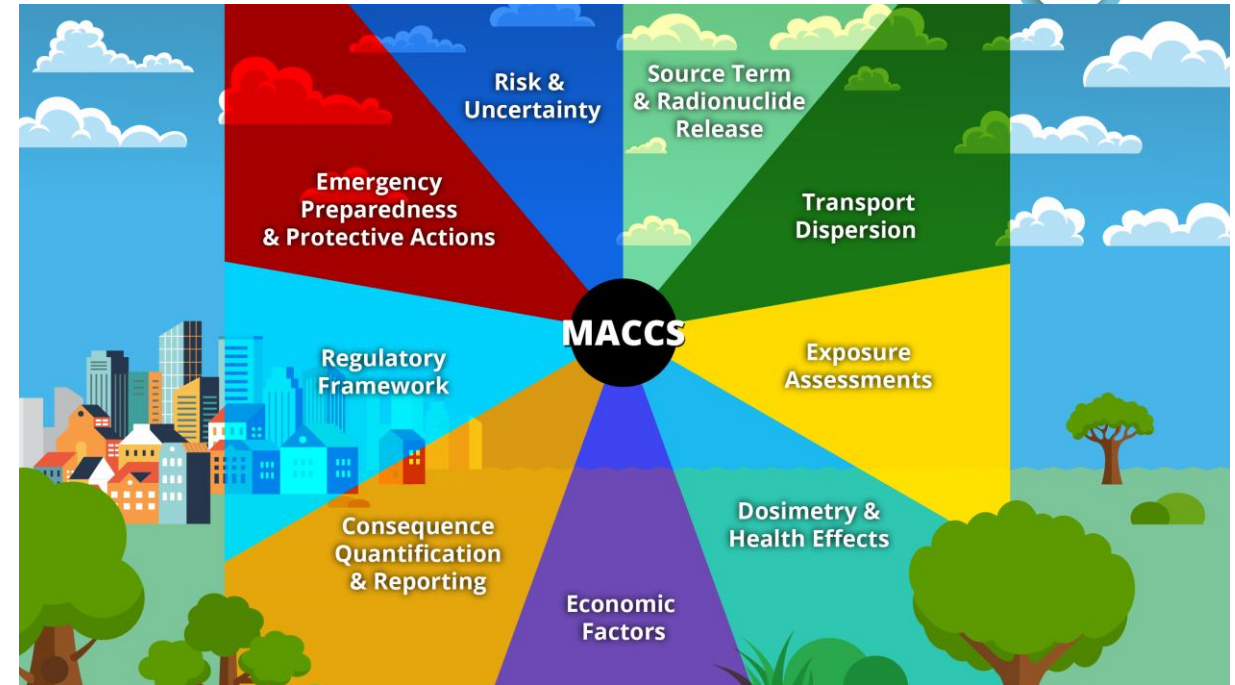 Risk &
Uncertainty
Source Term
& Radionuclide
Release
Transport
Dispersion
Exposure
Assessments
Dosimetry &
Health Effects
Economic
Factors
Consequence
Quantification
& Reporting
Regulatory
Framework
Emergency
Preparedness
& Protective Actions
MACCS